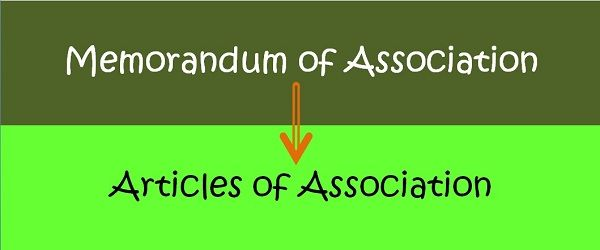 Memorandum of Association
Articles of Association